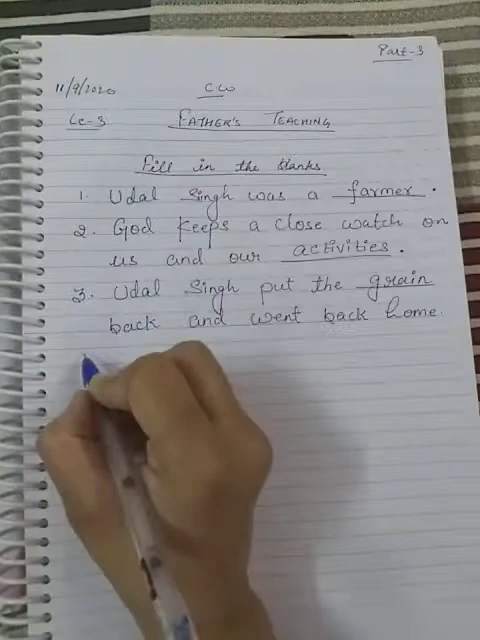 Part-3
11/9/2020 CW
Lc-3 FATHER'S TEACHING
Fill in the blanks
1. Udal Singh was a farmer.
2. God keeps a close watch on
us and our activities.
3. Udal Singh put the grain
back and went back home.